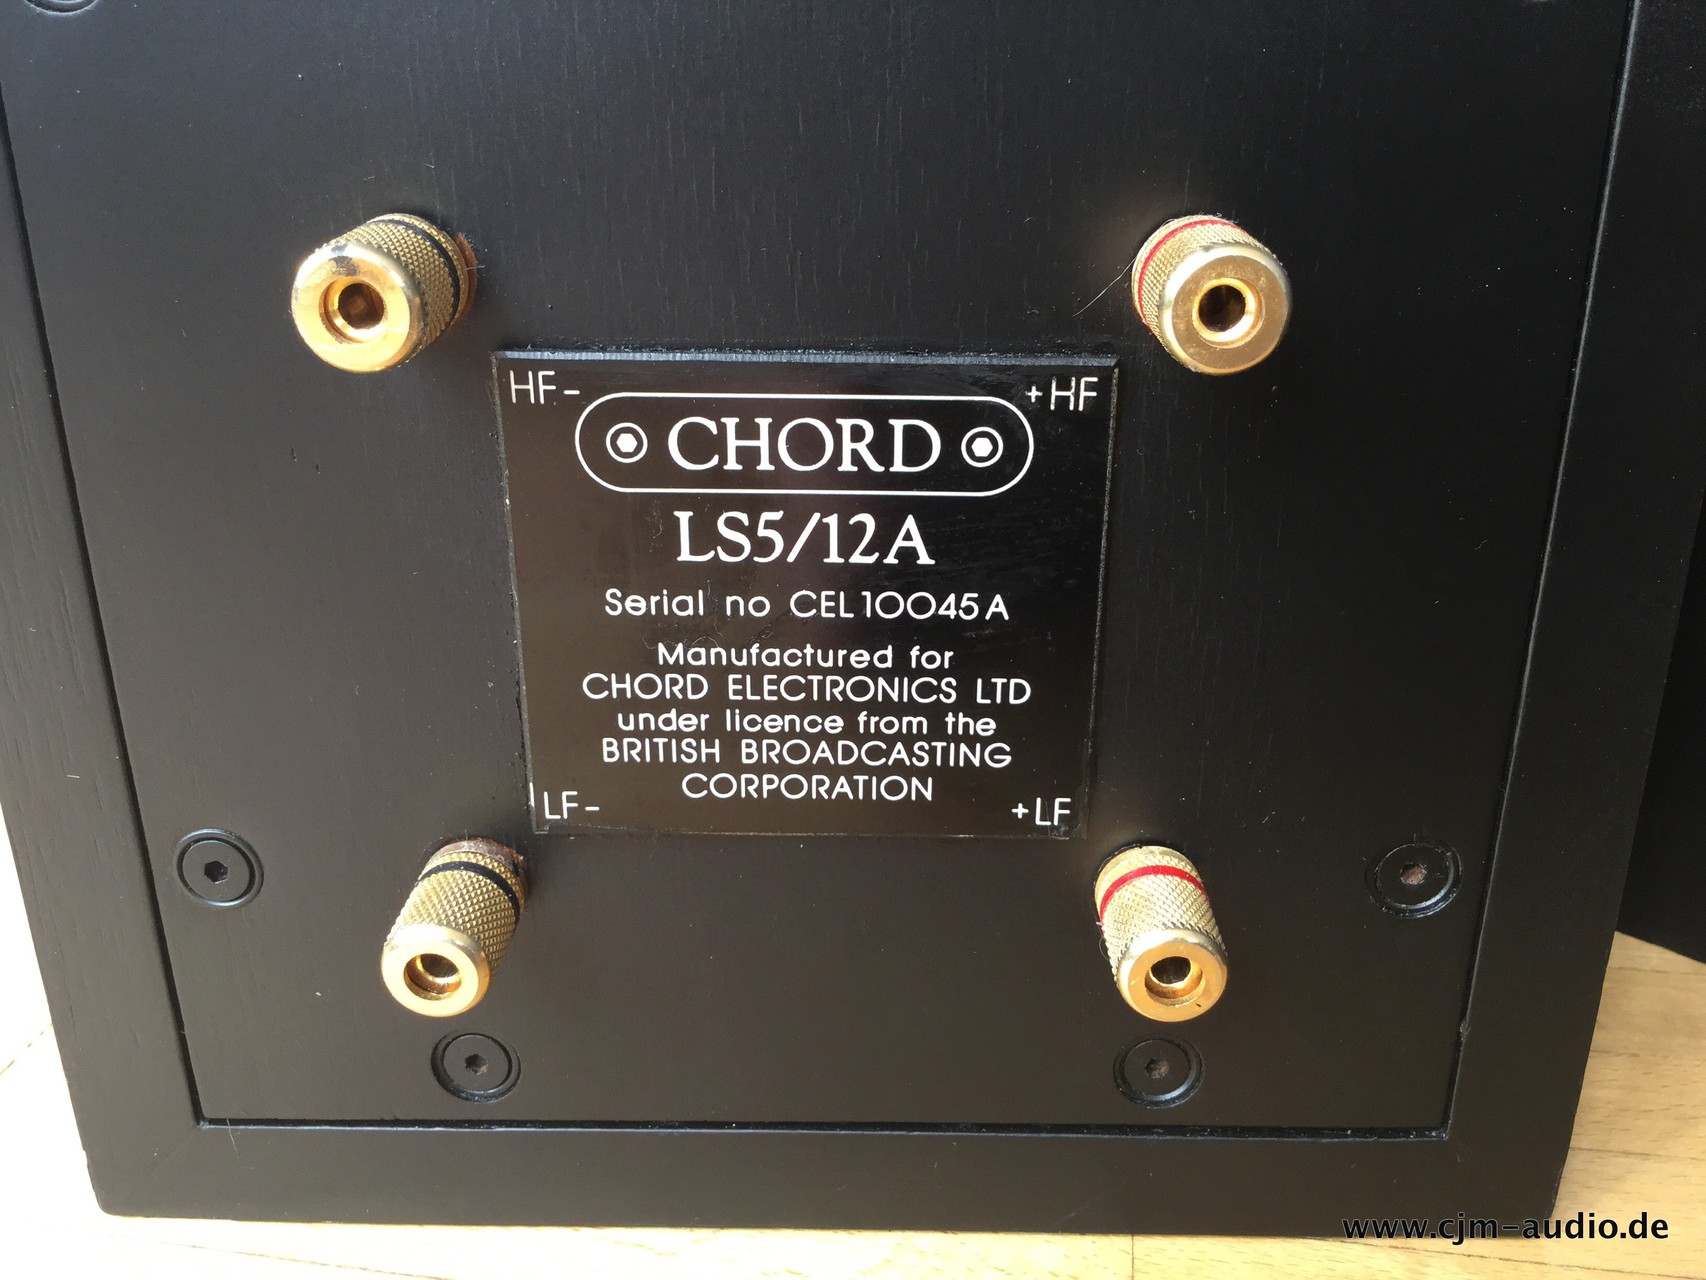 HF- +HF
CHORD
LS5/12A
Serial no CEL10045A
Manufactured for
CHORD ELECTRONICS LTD
under licence from the
BRITISH BROADCASTING
CORPORATION
LF- +LF
www.cjm-audio.de